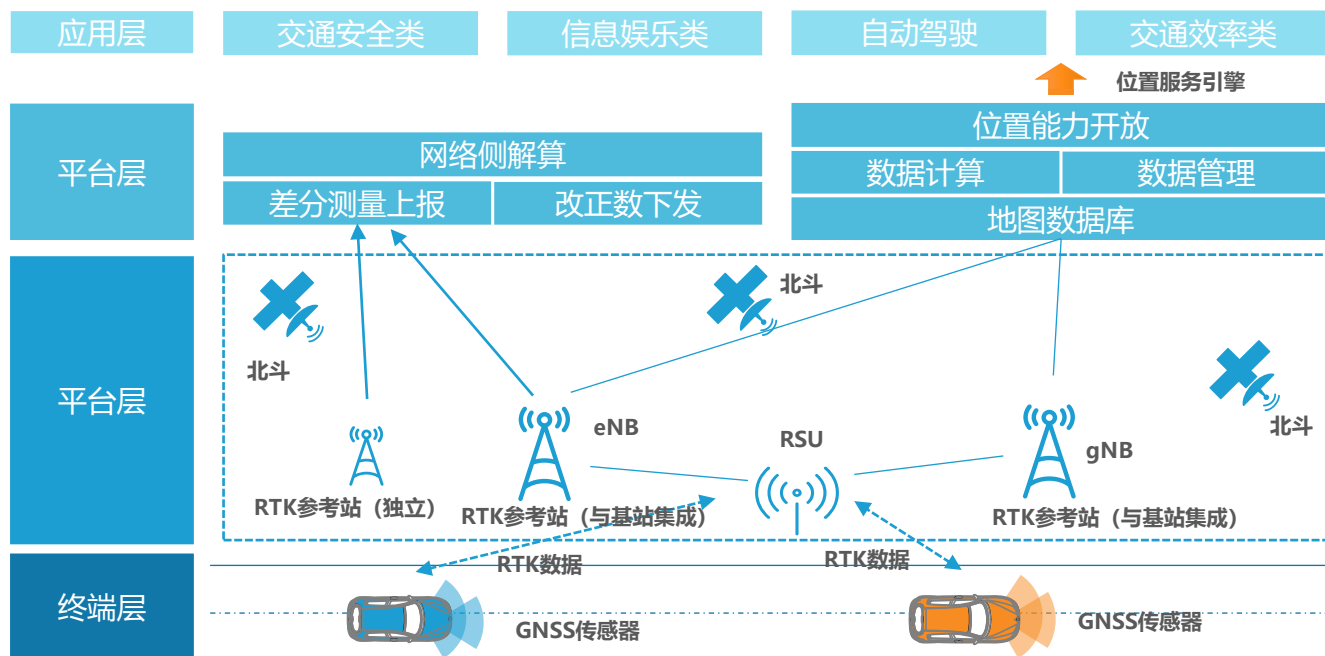 应用层
交通安全类
信息娱乐类
自动驾驶
交通效率类
位置服务引擎
平台层
网络侧解算
差分测量上报
改正数下发
位置能力开放
数据计算
数据管理
地图数据库
平台层
北斗
北斗
北斗
eNB
RSU
gNB
RTK参考站（独立）
RTK参考站（与基站集成）
RTK参考站（与基站集成）
RTK数据
RTK数据
终端层
GNSS传感器
GNSS传感器